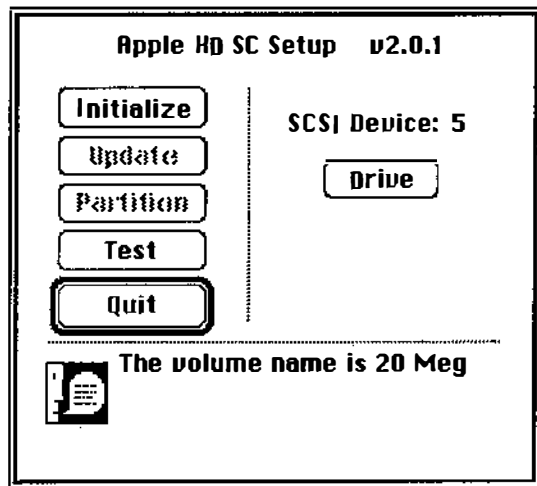 Apple HD SC Setup v2.0.1
Initialize
Update
Partition
Test
Quit
SCSI Device: 5
Drive
The volume name is 20 Meg